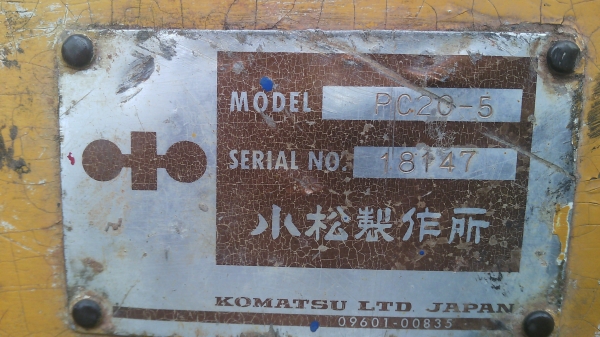 MODEL PC20-5
SERIAL NO. 18147
小松製作所
KOMATSU LTD. JAPAN
09601-00835